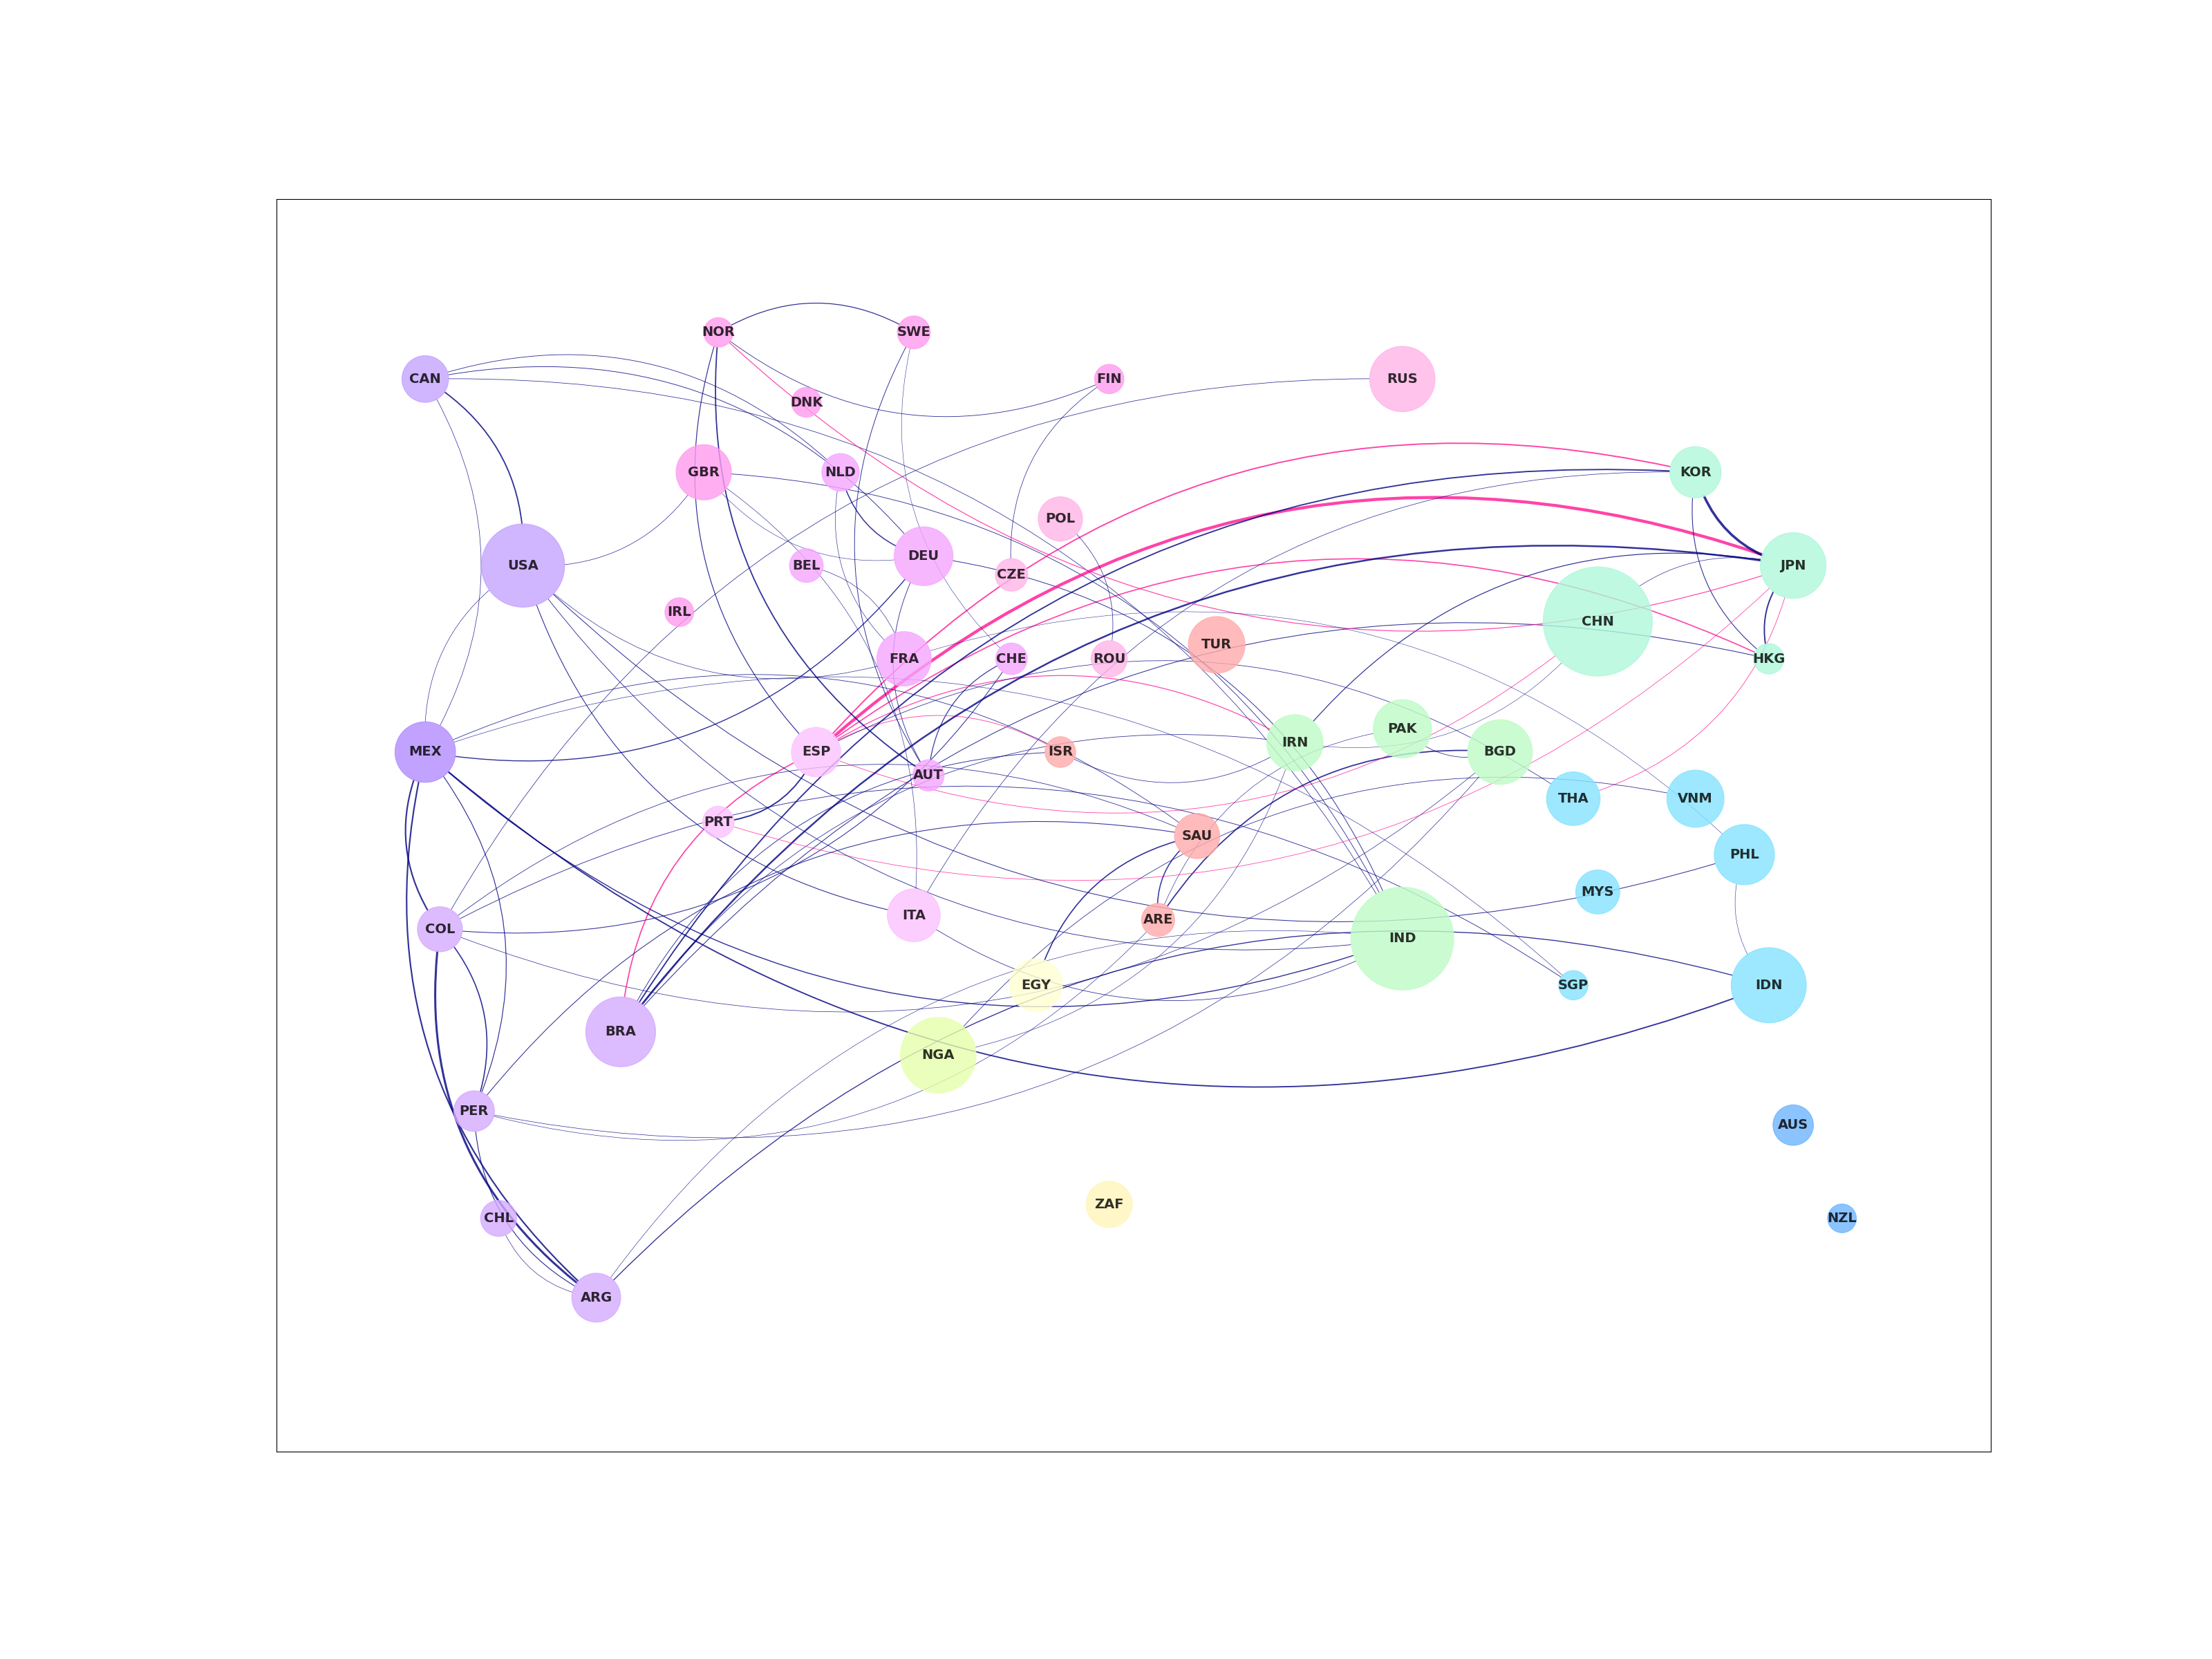 NOR
SWE
CAN
FIN
RUS
DNK
GBR
NLD
KOR
POL
DEU
USA
BEL
CZE
JPN
IRL
CHN
TUR
FRA
CHE
ROU
HKG
PAK
IRN
MEX
ESP
ISR
BGD
AUT
THA
VNM
PRT
SAU
PHL
MYS
ITA
ARE
COL
IND
EGY
SGP
IDN
BRA
NGA
PER
AUS
ZAF
CHL
NZL
ARG